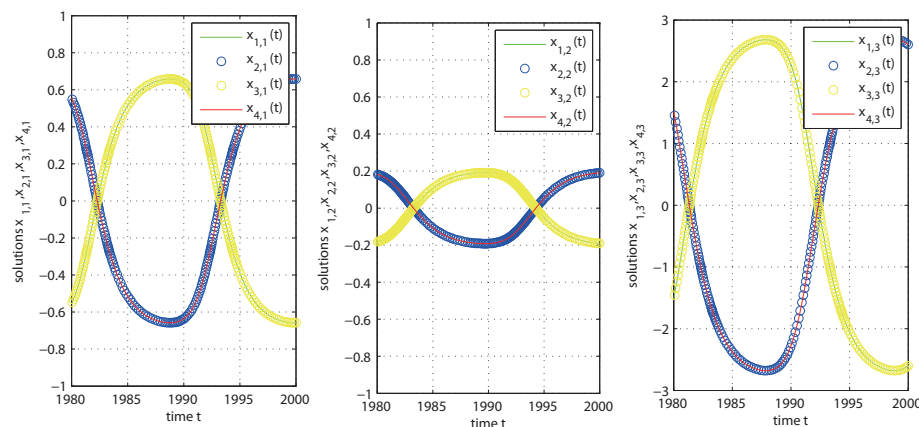 1
0.8
0.6
0.4
0.2
0
−0.2
−0.4
−0.6
−0.8
−1
1980 1985 1990 1995 2000
time t
solutions x 1,1,x2,1,x3,1,x4,1
x1,1(t)
x2,1(t)
x3,1(t)
x4,1(t)
1
0.8
0.6
0.4
0.2
0
−0.2
−0.4
−0.6
−0.8
−1
1980 1985 1990 1995 2000
time t
solutions x 1,2,x2,2,x3,2,x4,2
x1,2(t)
x2,2(t)
x3,2(t)
x4,2(t)
3
2
1
0
−1
−2
−3
1980 1985 1990 1995 2000
time t
solutions x 1,3,x2,3,x3,3,x4,3
x1,3(t)
x2,3(t)
x3,3(t)
x4,3(t)